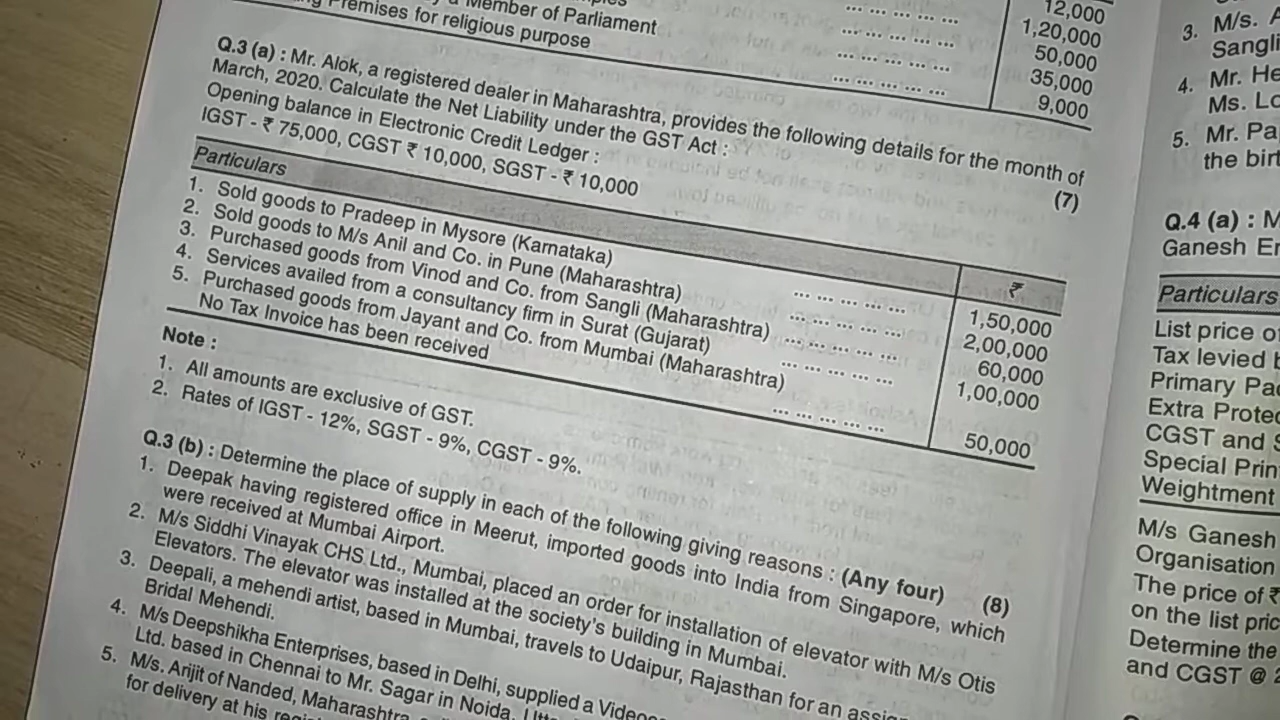 Member of Parliament
Premises for religious purpose
12,000
1,20,000
50,000
35,000
9,000
Q.3 (a) : Mr. Alok, a registered dealer in Maharashtra, provides the following details for the month of
March, 2020. Calculate the Net Liability under the GST Act :
(7)
Opening balance in Electronic Credit Ledger :
IGST - ₹ 75,000, CGST ₹ 10,000, SGST - ₹ 10,000
Particulars ₹
1. Sold goods to Pradeep in Mysore (Karnataka) ... ... ... ... ... 1,50,000
2. Sold goods to M/s Anil and Co. in Pune (Maharashtra) ... ... ... ... ... 2,00,000
3. Purchased goods from Vinod and Co. from Sangli (Maharashtra) ... ... ... ... ... 60,000
4. Services availed from a consultancy firm in Surat (Gujarat) ... ... ... ... ... 1,00,000
5. Purchased goods from Jayant and Co. from Mumbai (Maharashtra)
No Tax Invoice has been received ... ... ... ... ... 50,000
Note :
1. All amounts are exclusive of GST.
2. Rates of IGST - 12%, SGST - 9%, CGST - 9%.
Q.3 (b) : Determine the place of supply in each of the following giving reasons : (Any four) (8)
1. Deepak having registered office in Meerut, imported goods into India from Singapore, which
were received at Mumbai Airport.
2. M/s Siddhi Vinayak CHS Ltd., Mumbai, placed an order for installation of elevator with M/s Otis
Elevators. The elevator was installed at the society's building in Mumbai.
3. Deepali, a mehendi artist, based in Mumbai, travels to Udaipur, Rajasthan for an
Bridal Mehendi.
4. M/s Deepshikha Enterprises, based in Delhi, supplied a
Ltd. based in Chennai to Mr. Sagar in Noida,
5. M/s. Arijit of Nanded, Maharashtra,
for delivery at his
3. M/s.
Sangli
4. Mr.
Ms.
5. Mr.
the
Q.4 (a) :
Ganesh
Particulars
List price
Tax levied
Primary
Extra
CGST and
Special
Weightment
M/s Ganesh
Organisation
The price of
on the list
Determine the
and CGST @